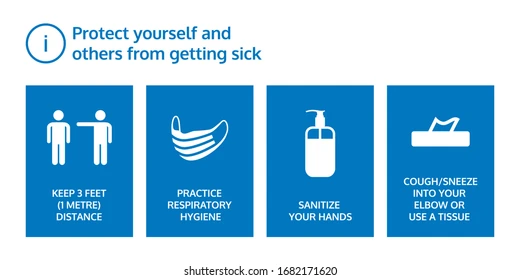 i
Protect yourself and
others from getting sick
KEEP 3 FEET
(1 METRE)
DISTANCE
PRACTICE
RESPIRATORY
HYGIENE
SANITIZE
YOUR HANDS
COUGH/SNEEZE
INTO YOUR
ELBOW OR
USE A TISSUE
shutterstock.com · 1682171620